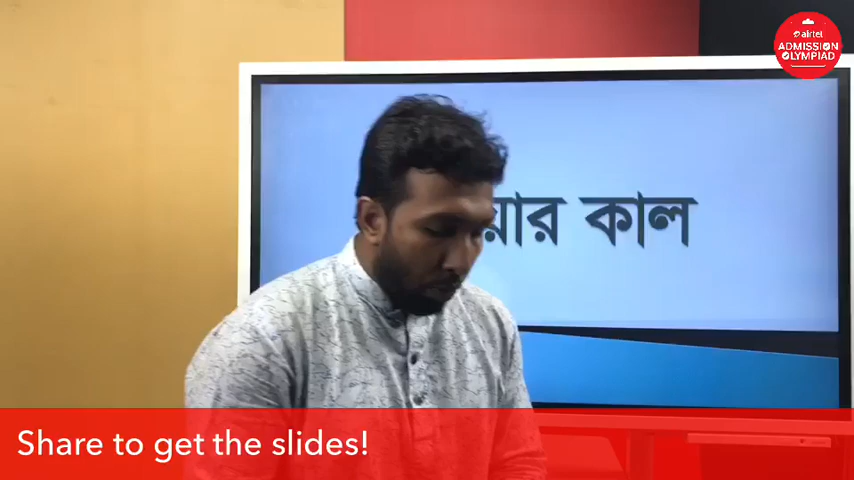 airtel
ADMISSION
OLYMPIAD
য়ার কাল
Share to get the slides!